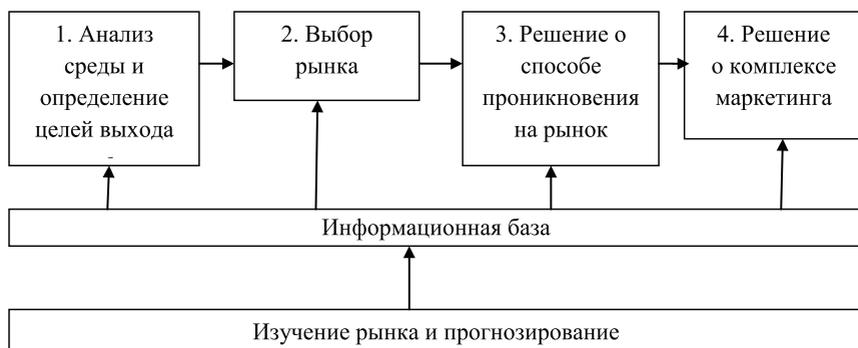 1. Анализ
среды и
определение
целей выхода
2. Выбор
рынка
3. Решение о
способе
проникновения
на рынок
4. Решение
о комплексе
маркетинга
Информационная база
Изучение рынка и прогнозирование